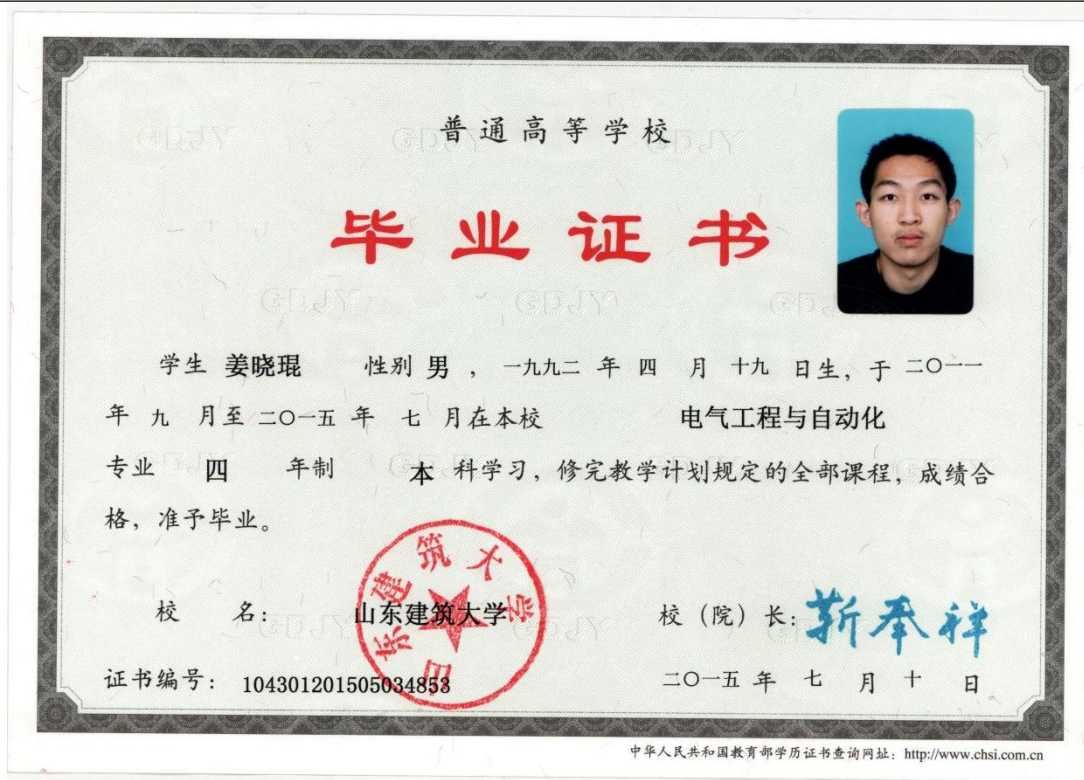 普通高等学校
毕业证书
学生 姜晓琨 性别 男 ，一九九二 年 四 月 十九 日生，于 二〇一一
年 九 月至 二〇一五 年 七 月在本校 电气工程与自动化
专业 四 年制 本 科学习，修完教学计划规定的全部课程，成绩合
格，准予毕业。
山东建筑大学
校 名： 山东建筑大学 校（院）长：靳奉祥
证书编号： 104301201505034853 二〇一五 年 七 月 十 日
中华人民共和国教育部学历证书查询网址：http://www.chsi.com.cn